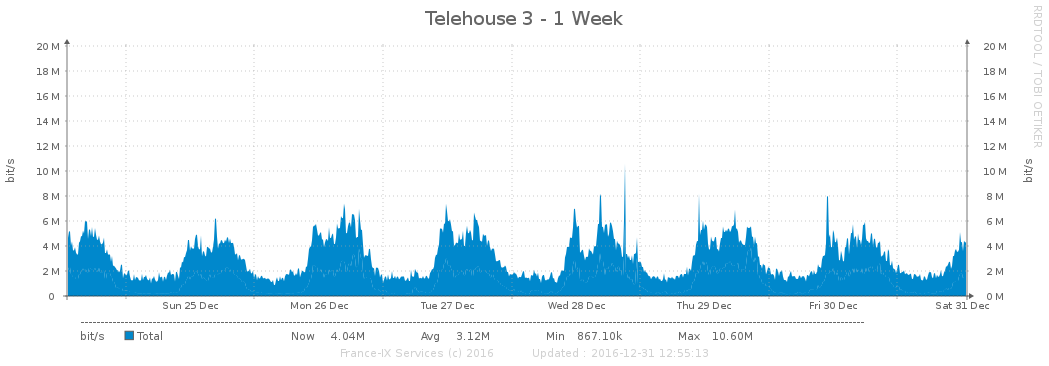 Telehouse 3 - 1 Week
RRDTOOL / TOBI OETIKER
bit/s
20 M 20 M
18 M 18 M
16 M 16 M
14 M 14 M
12 M 12 M
10 M 10 M
8 M 8 M
6 M 6 M
4 M 4 M
2 M 2 M
0 0 M
bit/s
Sun 25 Dec Mon 26 Dec Tue 27 Dec Wed 28 Dec Thu 29 Dec Fri 30 Dec Sat 31 Dec
bit/s Total Now 4.04M Avg 3.12M Min 867.10k Max 10.60M
France-IX Services (c) 2016 Updated : 2016-12-31 12:55:13